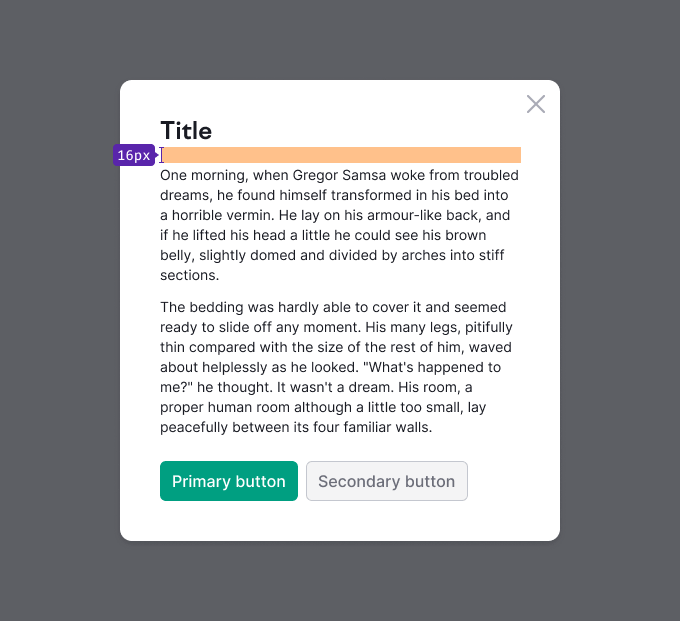 Title
16px
One morning, when Gregor Samsa woke from troubled
dreams, he found himself transformed in his bed into
a horrible vermin. He lay on his armour-like back, and
if he lifted his head a little he could see his brown
belly, slightly domed and divided by arches into stiff
sections.
The bedding was hardly able to cover it and seemed
ready to slide off any moment. His many legs, pitifully
thin compared with the size of the rest of him, waved
about helplessly as he looked. "What's happened to
me?" he thought. It wasn't a dream. His room, a
proper human room although a little too small, lay
peacefully between its four familiar walls.
Primary button
Secondary button